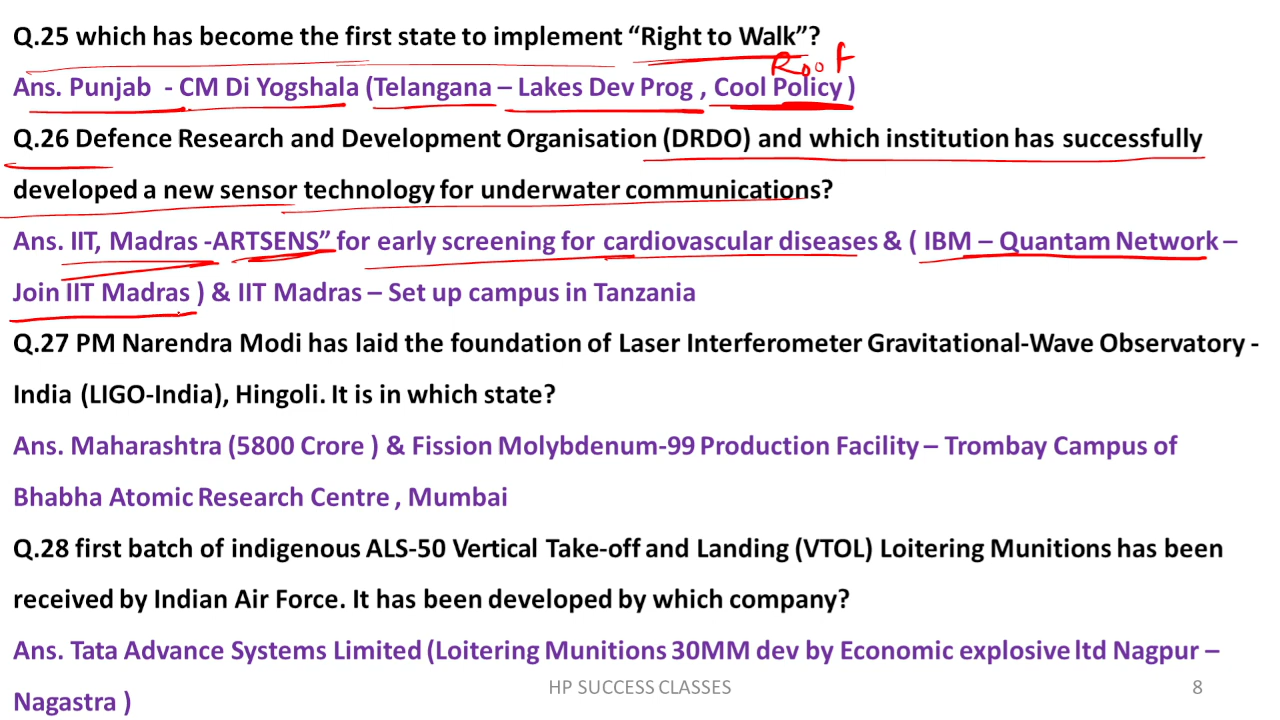 Q.25 which has become the first state to implement “Right to Walk”?
Roof
Ans. Punjab - CM Di Yogshala (Telangana – Lakes Dev Prog , Cool Policy )
Q.26 Defence Research and Development Organisation (DRDO) and which institution has successfully
developed a new sensor technology for underwater communications?
Ans. IIT, Madras -ARTSENS” for early screening for cardiovascular diseases & ( IBM – Quantam Network –
Join IIT Madras ) & IIT Madras – Set up campus in Tanzania
Q.27 PM Narendra Modi has laid the foundation of Laser Interferometer Gravitational-Wave Observatory -
India (LIGO-India), Hingoli. It is in which state?
Ans. Maharashtra (5800 Crore ) & Fission Molybdenum-99 Production Facility – Trombay Campus of
Bhabha Atomic Research Centre , Mumbai
Q.28 first batch of indigenous ALS-50 Vertical Take-off and Landing (VTOL) Loitering Munitions has been
received by Indian Air Force. It has been developed by which company?
Ans. Tata Advance Systems Limited (Loitering Munitions 30MM dev by Economic explosive ltd Nagpur –
Nagastra )
HP SUCCESS CLASSES 8